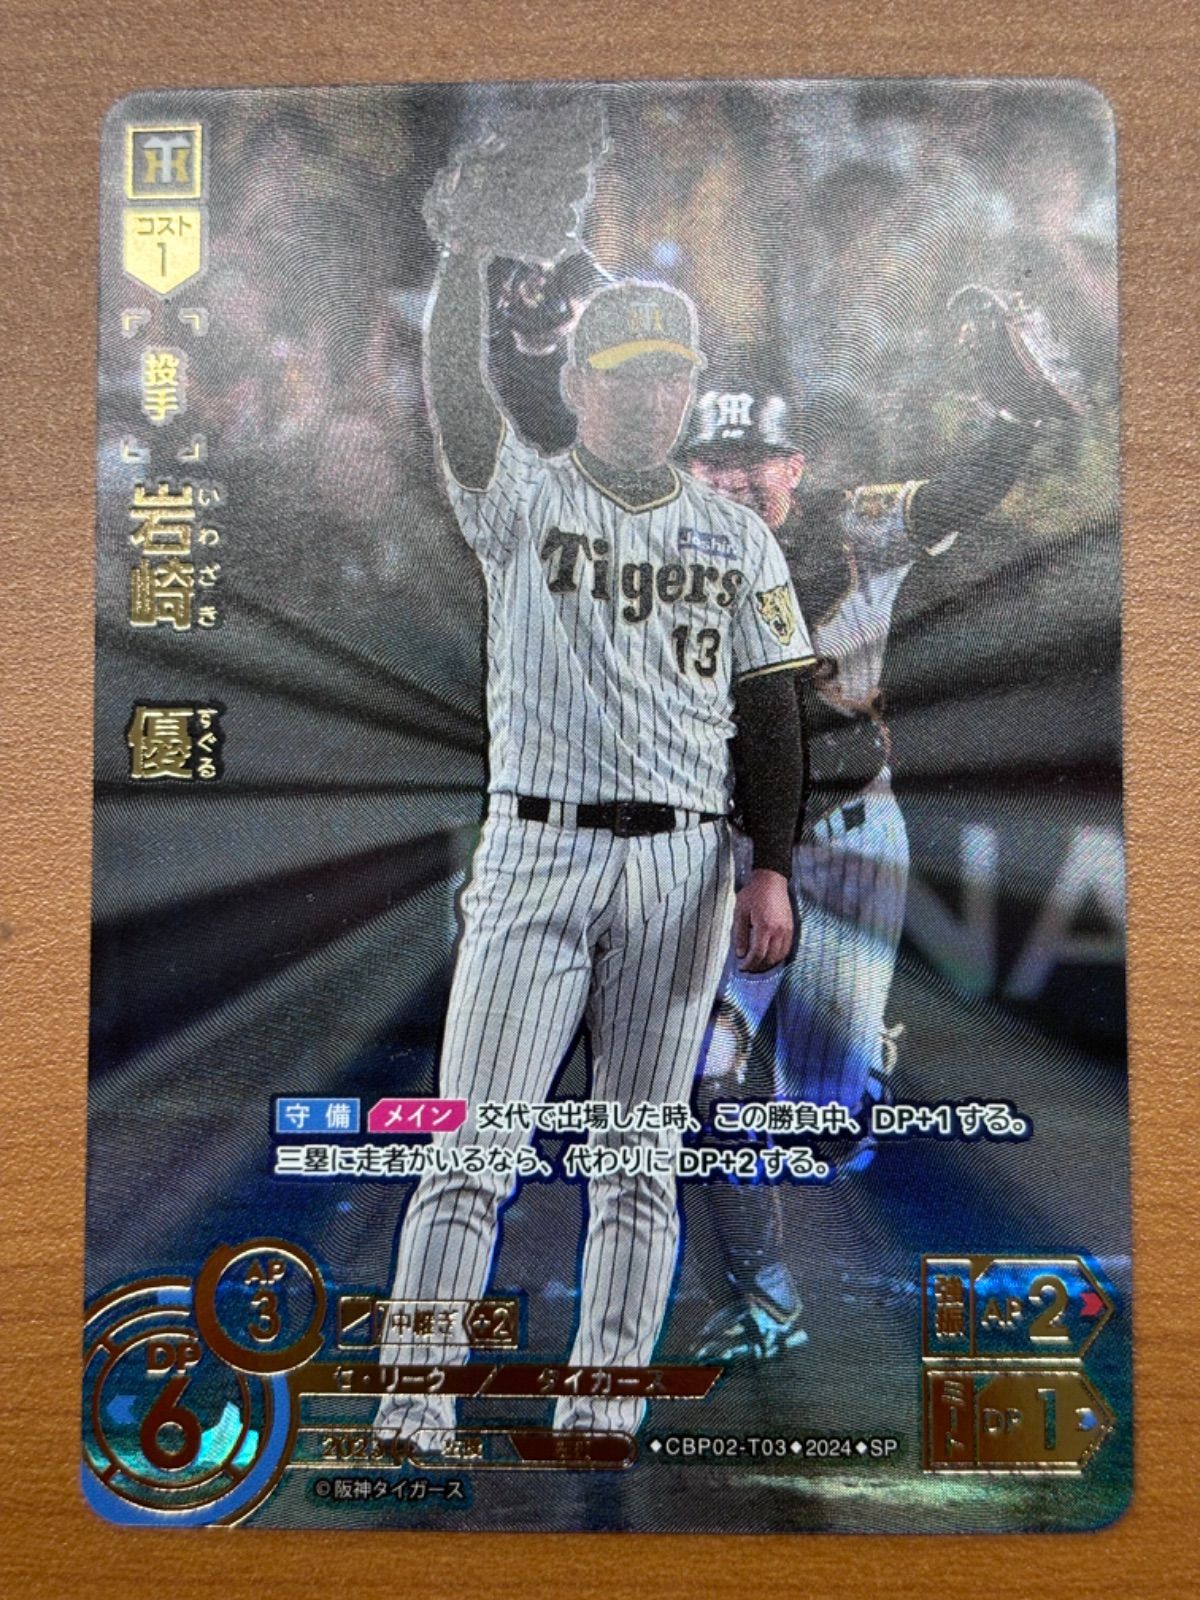 コスト
1
投手
岩崎 優
いわざき すぐる
Tigers
Joshin
13
守備 メイン 交代で出場した時、この勝負中、DP+1する。
三塁に走者がいるなら、代わりにDP+2する。
AP
3
DP
6
中継ぎ +2
セ・リーグ / タイガース
◆CBP02-T03◆2024◆SP
©阪神タイガース
強振 AP 2
ミート DP 1